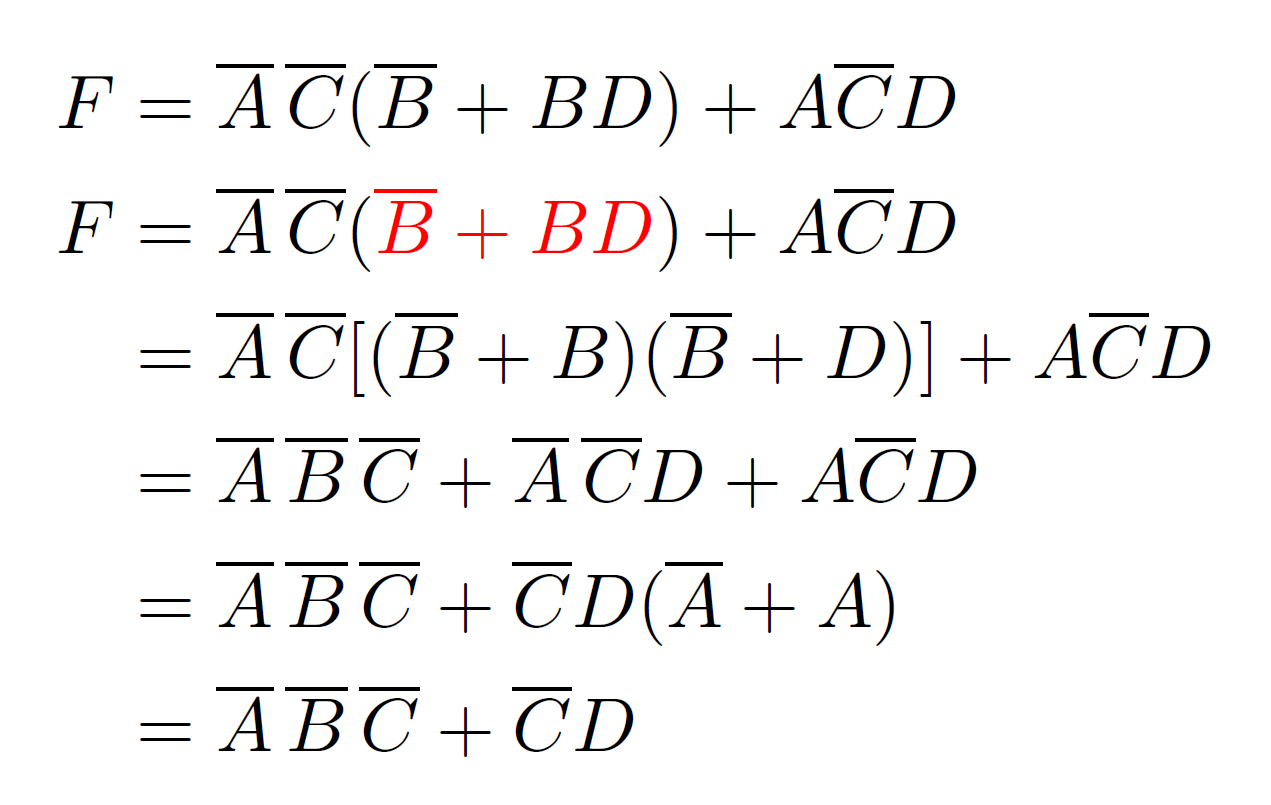 F = A̅ C̅(B̅ + BD) + AC̅D
F = A̅ C̅(B̅ + BD) + AC̅D
= A̅ C̅[(B̅ + B)(B̅ + D)] + AC̅D
= A̅ B̅ C̅ + A̅ C̅D + AC̅D
= A̅ B̅ C̅ + C̅D(A̅ + A)
= A̅ B̅ C̅ + C̅D